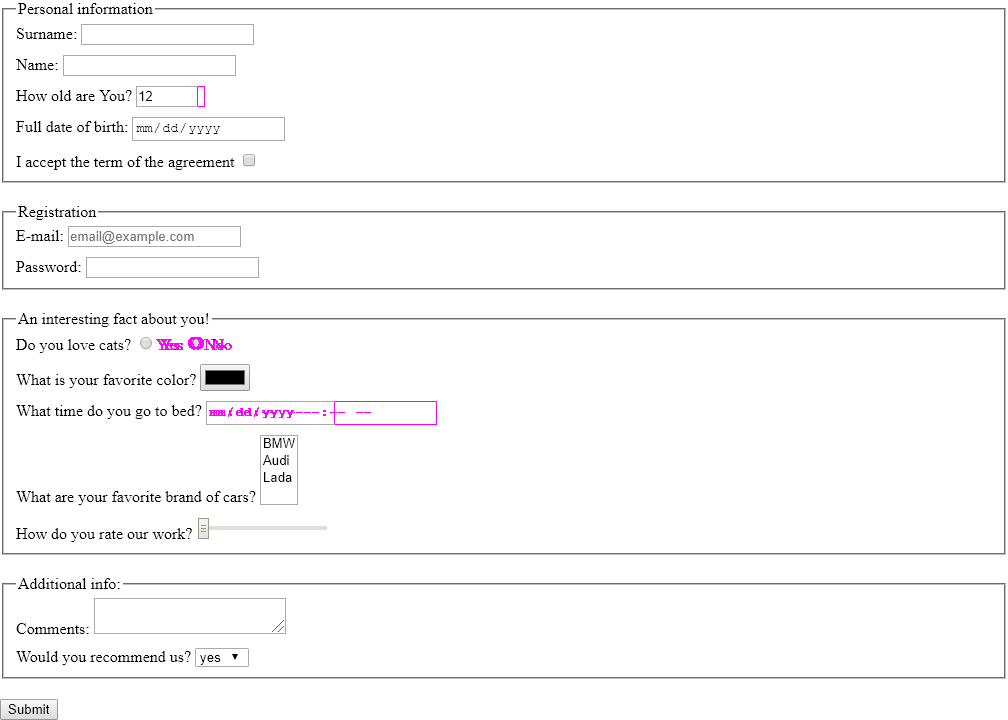 Personal information
Surname:
Name:
How old are You? 12
Full date of birth: mm/dd/yyyy
I accept the term of the agreement
Registration
E-mail: email@example.com
Password:
An interesting fact about you!
Do you love cats? Yes No
What is your favorite color?
What time do you go to bed? mm/dd/yyyy --:-- --
BMW
Audi
Lada
What are your favorite brand of cars?
How do you rate our work?
Additional info:
Comments:
Would you recommend us? yes
Submit